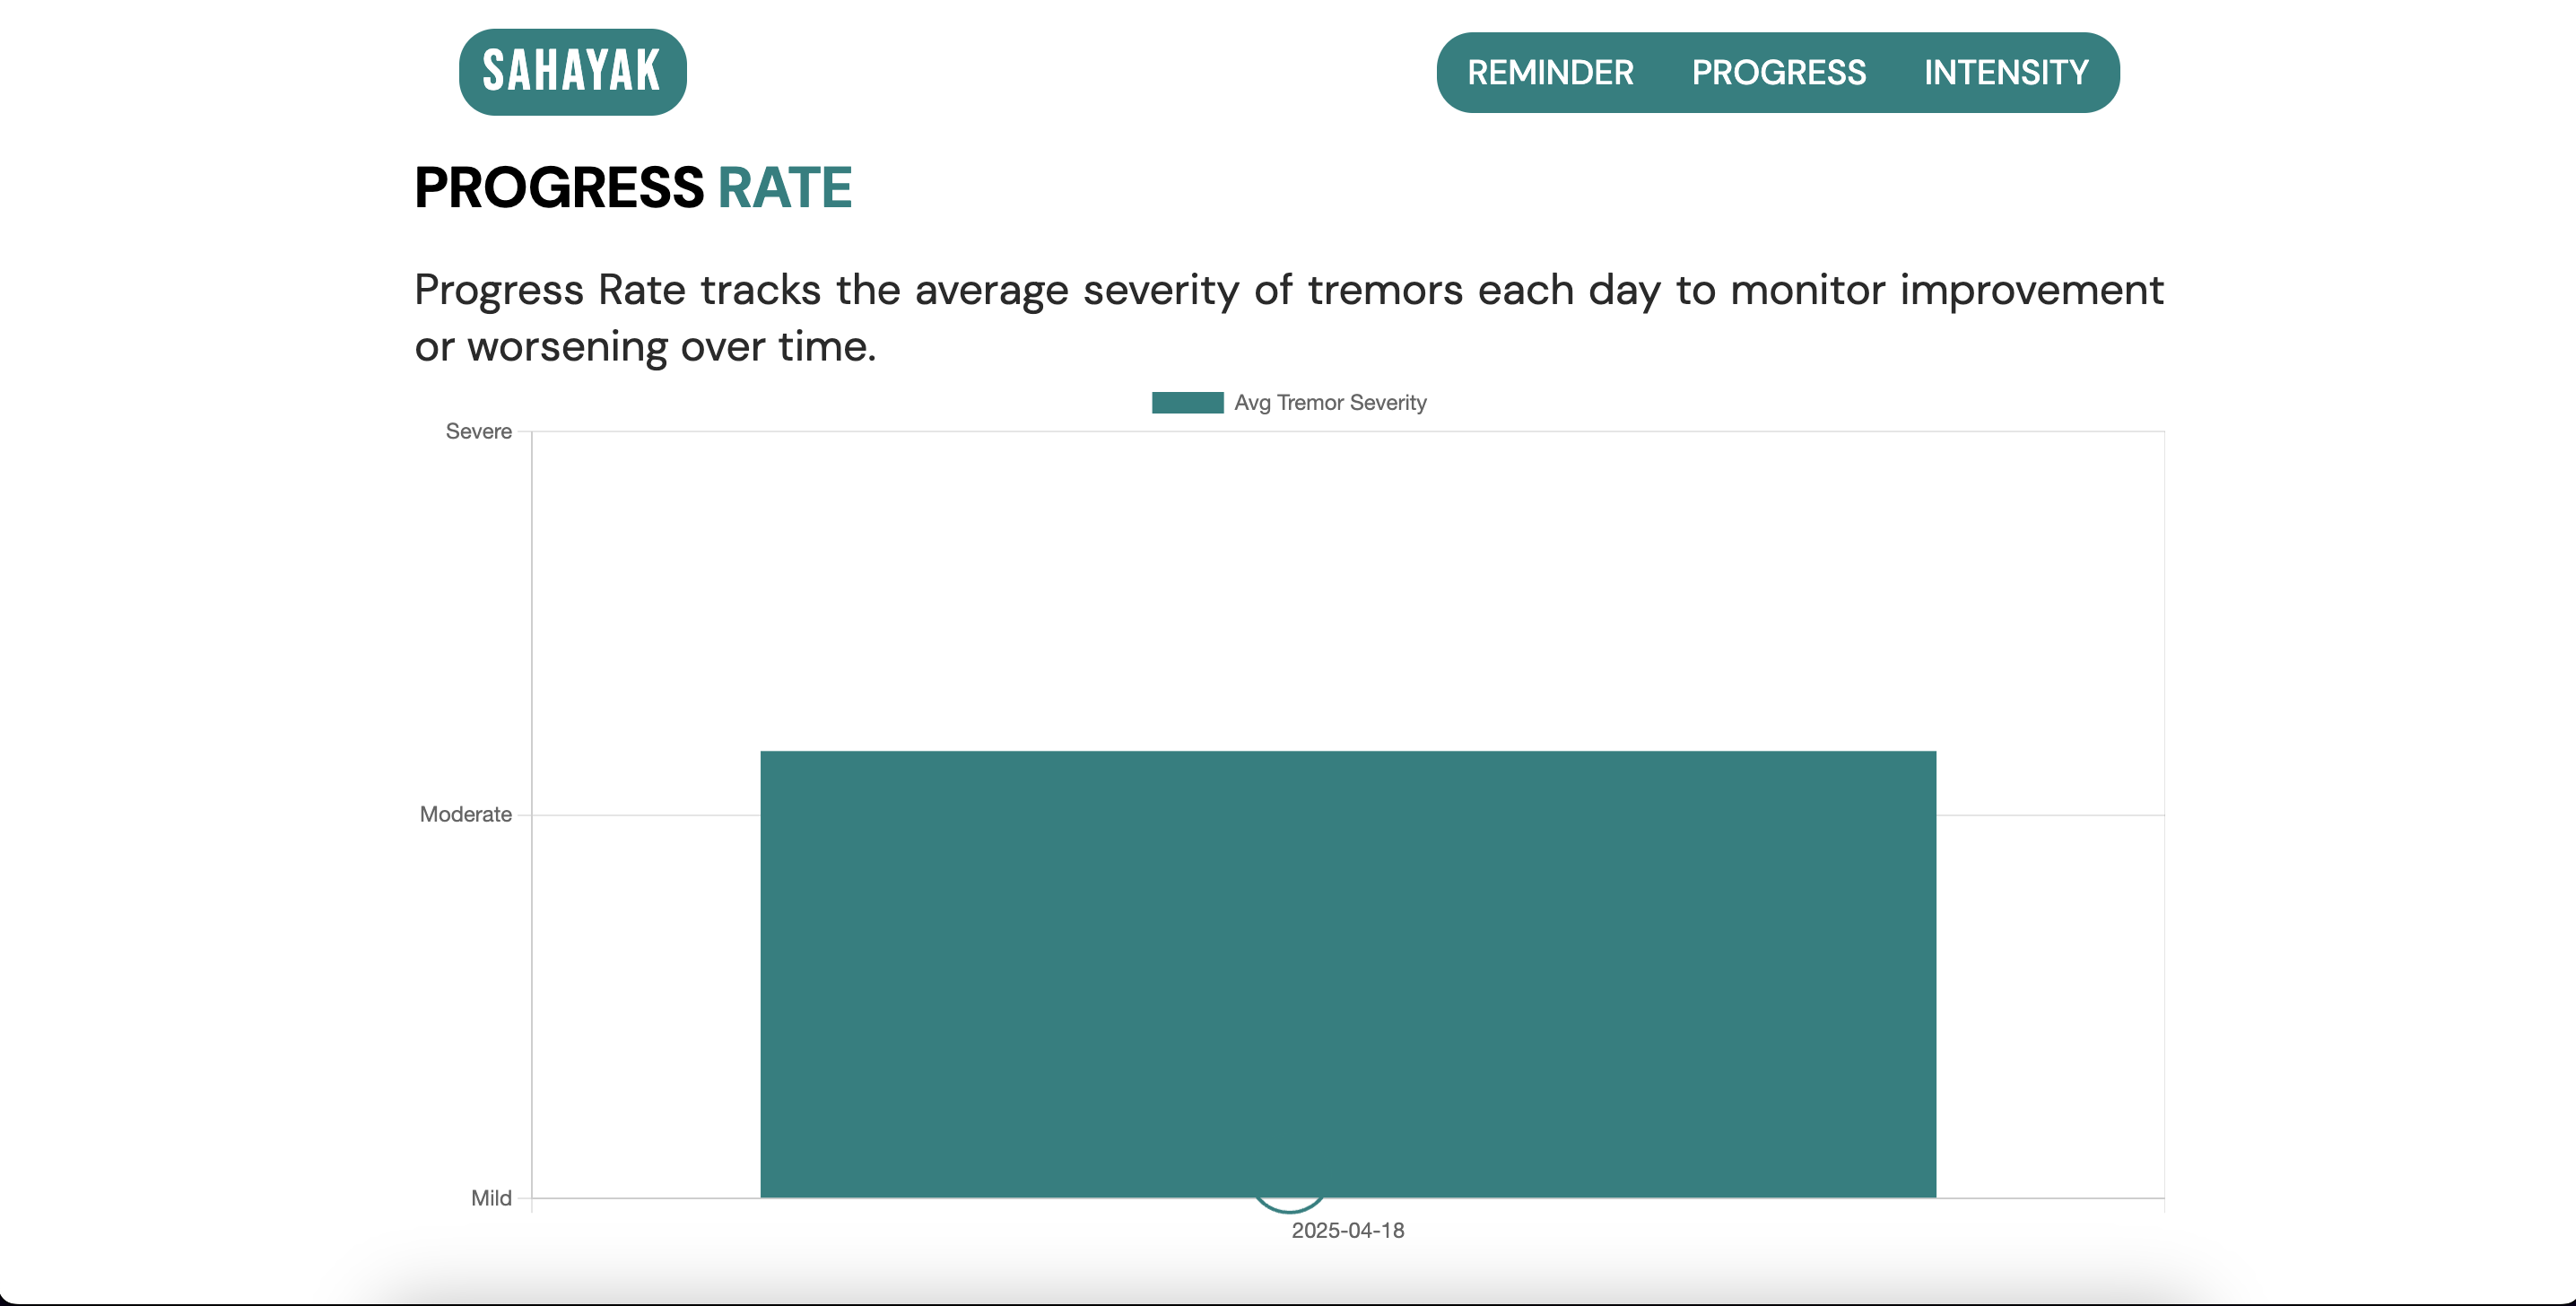 SAHAYAK
REMINDER PROGRESS INTENSITY
PROGRESS RATE
Progress Rate tracks the average severity of tremors each day to monitor improvement
or worsening over time.
Avg Tremor Severity
Severe
Moderate
Mild
2025-04-18